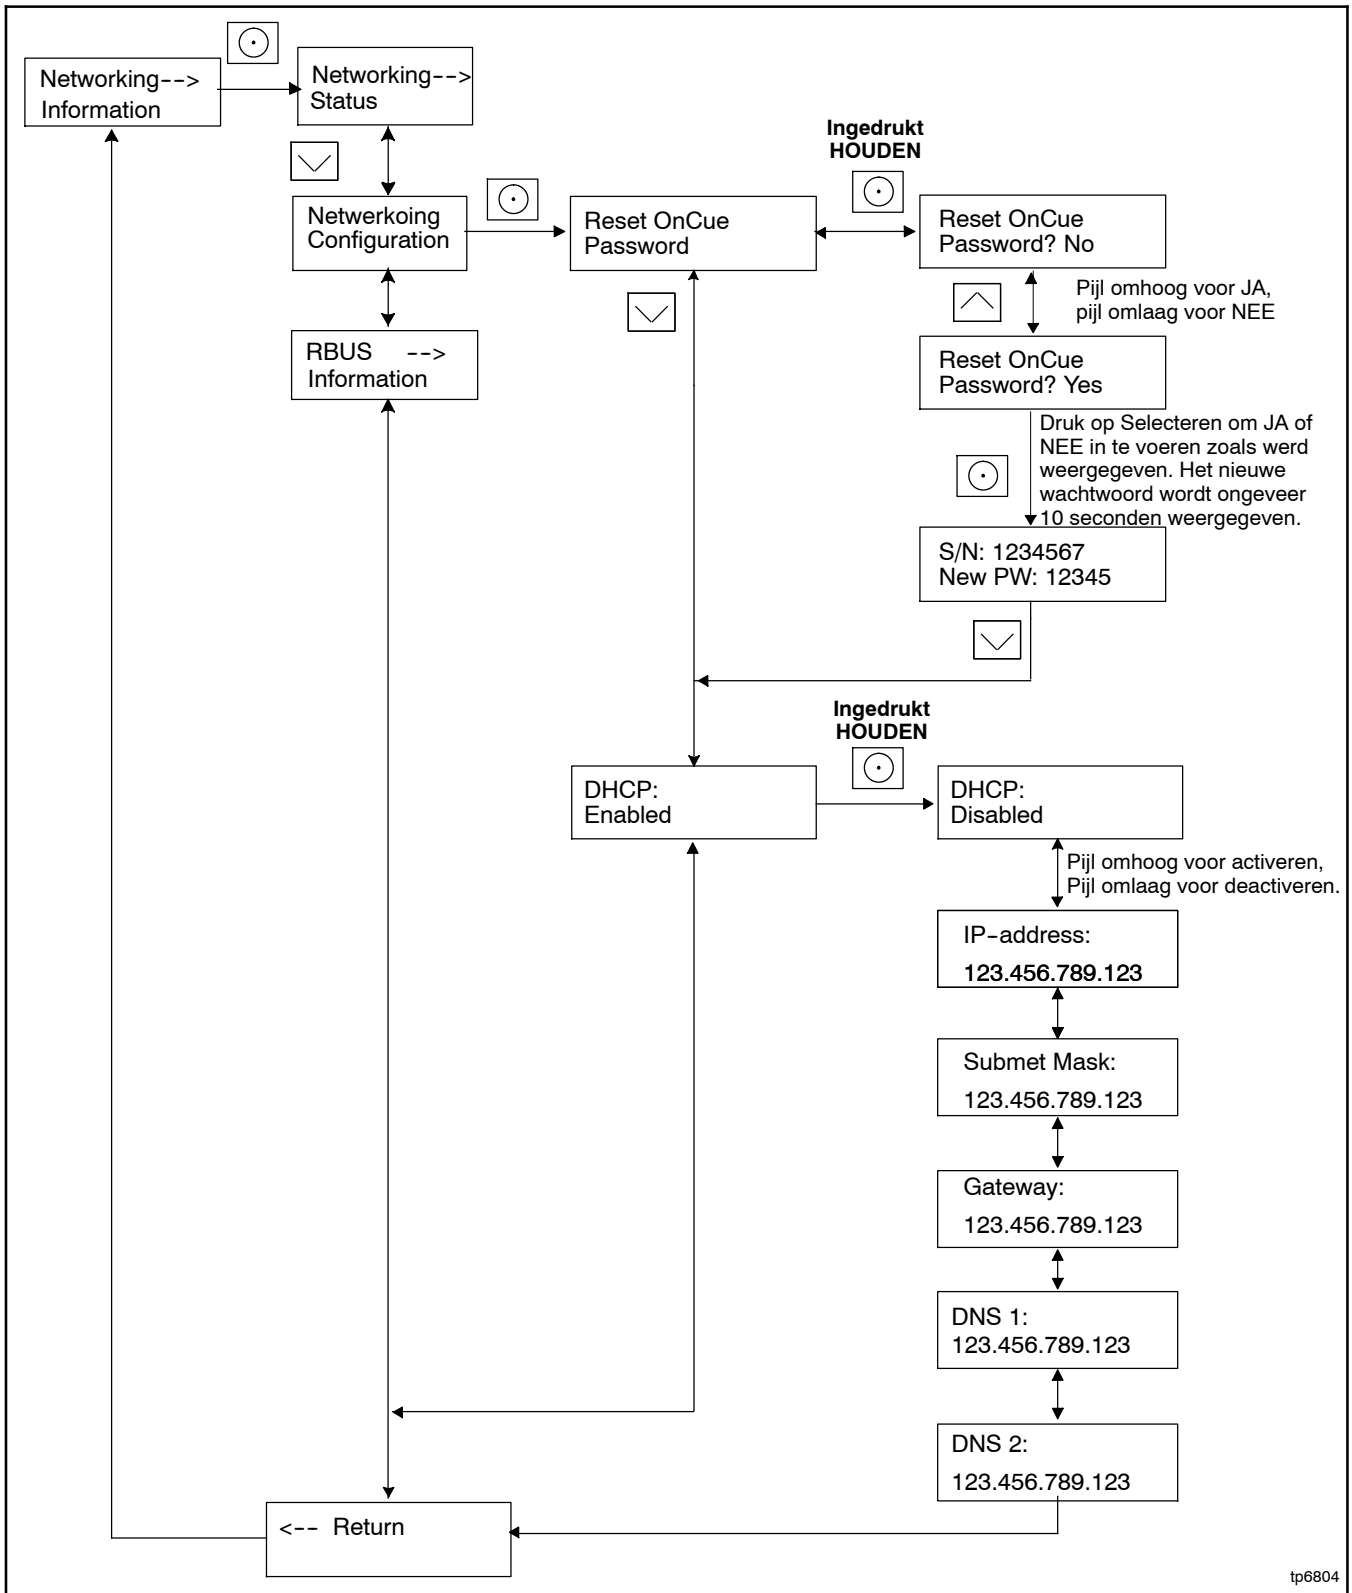 Networking-->
Information
Networking-->
Status
Netwerkoing
Configuration
RBUS -->
Information
Reset OnCue
Password
Ingedrukt
HOUDEN
Reset OnCue
Password? No
Pijl omhoog voor JA,
pijl omlaag voor NEE
Reset OnCue
Password? Yes
Druk op Selecteren om JA of
NEE in te voeren zoals werd
weergegeven. Het nieuwe
wachtwoord wordt ongeveer
10 seconden weergegeven.
S/N: 1234567
New PW: 12345
DHCP:
Enabled
Ingedrukt
HOUDEN
DHCP:
Disabled
Pijl omhoog voor activeren,
Pijl omlaag voor deactiveren.
IP-address:
123.456.789.123
Submet Mask:
123.456.789.123
Gateway:
123.456.789.123
DNS 1:
123.456.789.123
DNS 2:
123.456.789.123
<-- Return
tp6804